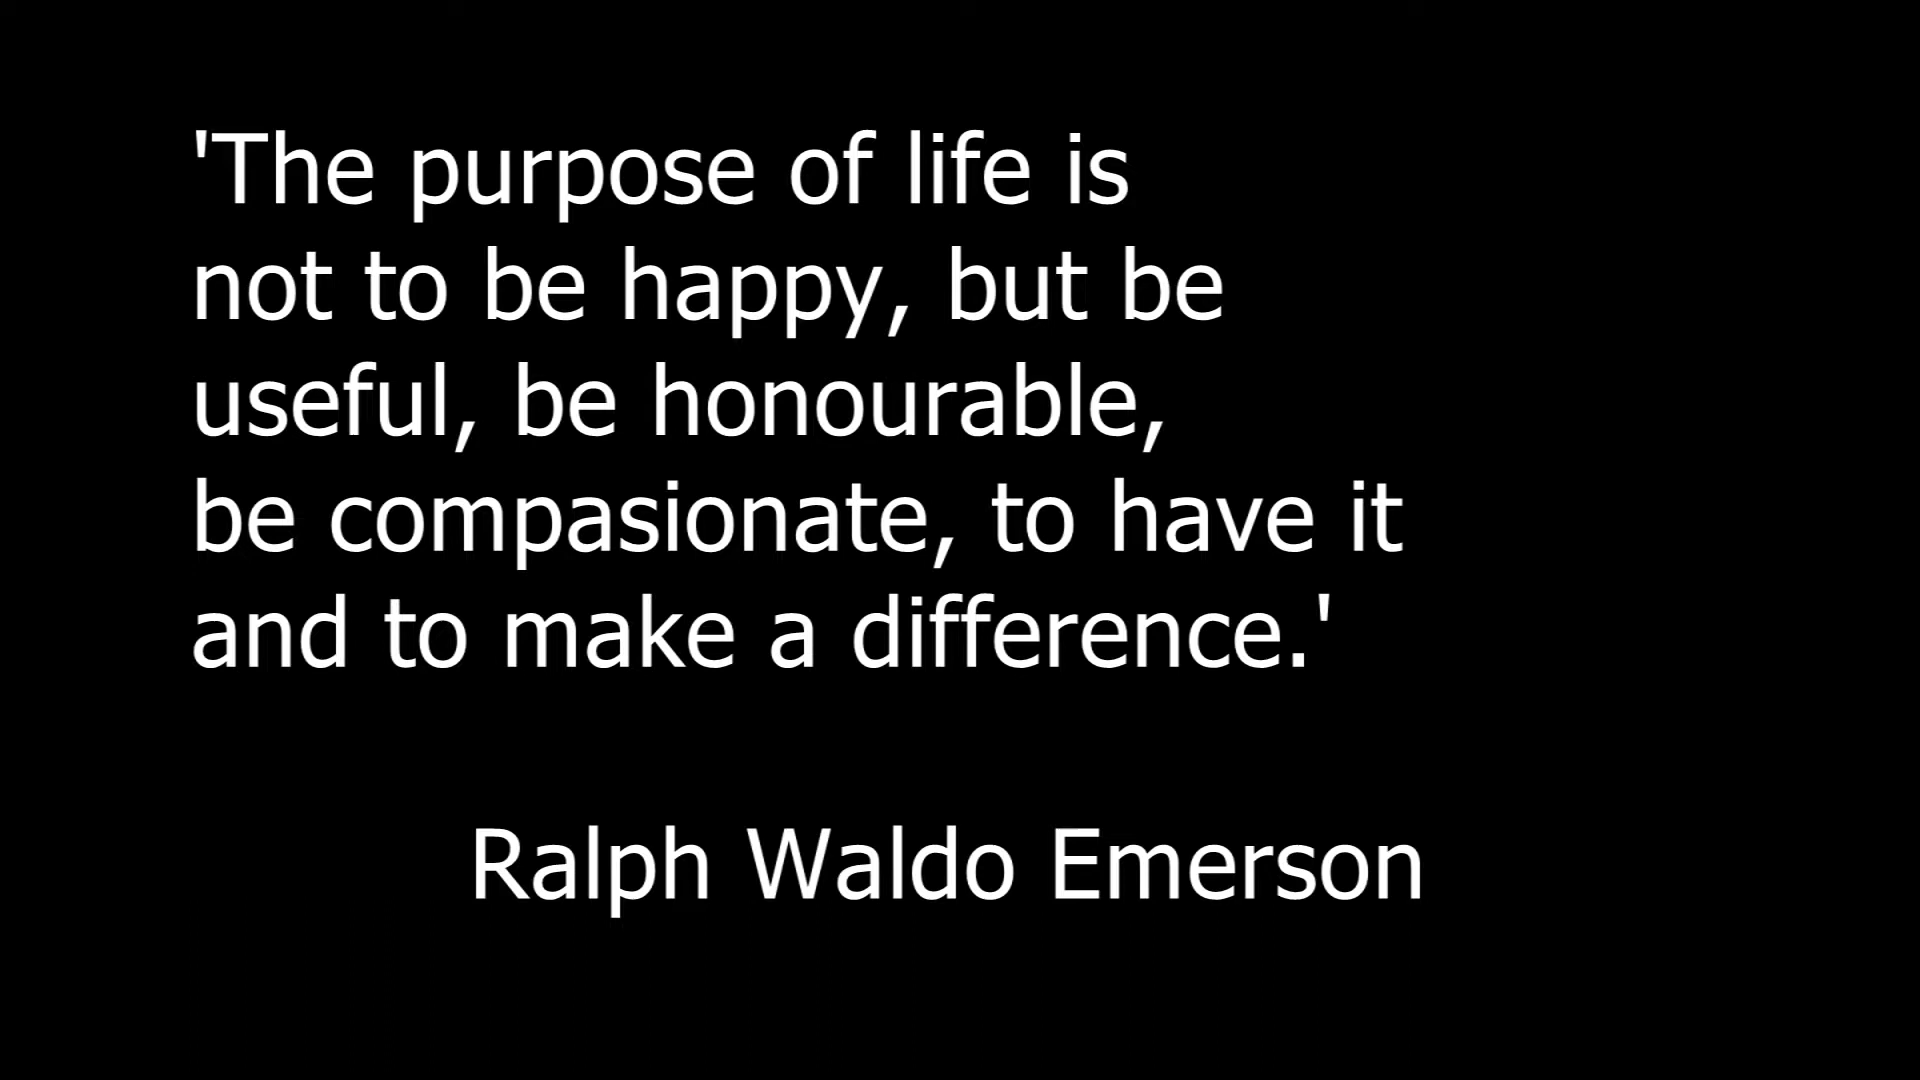 'The purpose of life is
not to be happy, but be
useful, be honourable,
be compasionate, to have it
and to make a difference.'
Ralph Waldo Emerson